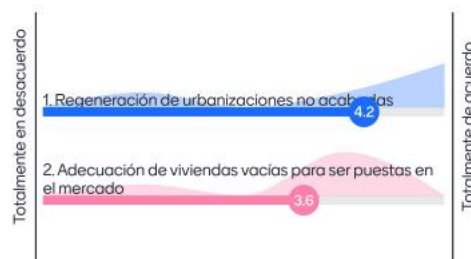 Totalmente en desacuerdo
1. Regeneración de urbanizaciones no acabadas
4.2
2. Adecuación de viviendas vacías para ser puestas en
el mercado
3.6
Totalmente de acuerdo